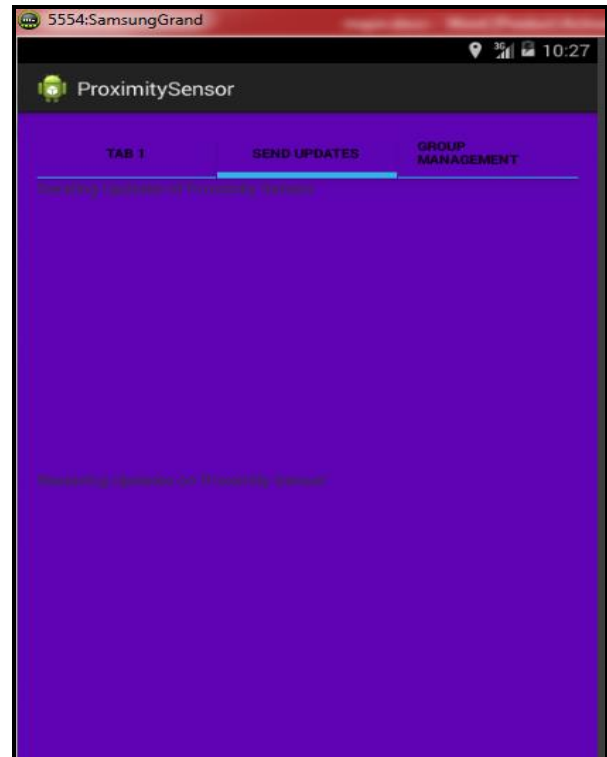 5554:SamsungGrand
3G 10:27
ProximitySensor
TAB 1
SEND UPDATES
GROUP
MANAGEMENT
Sending Updates of Proximity Sensor
Updates of Proximity Sensor